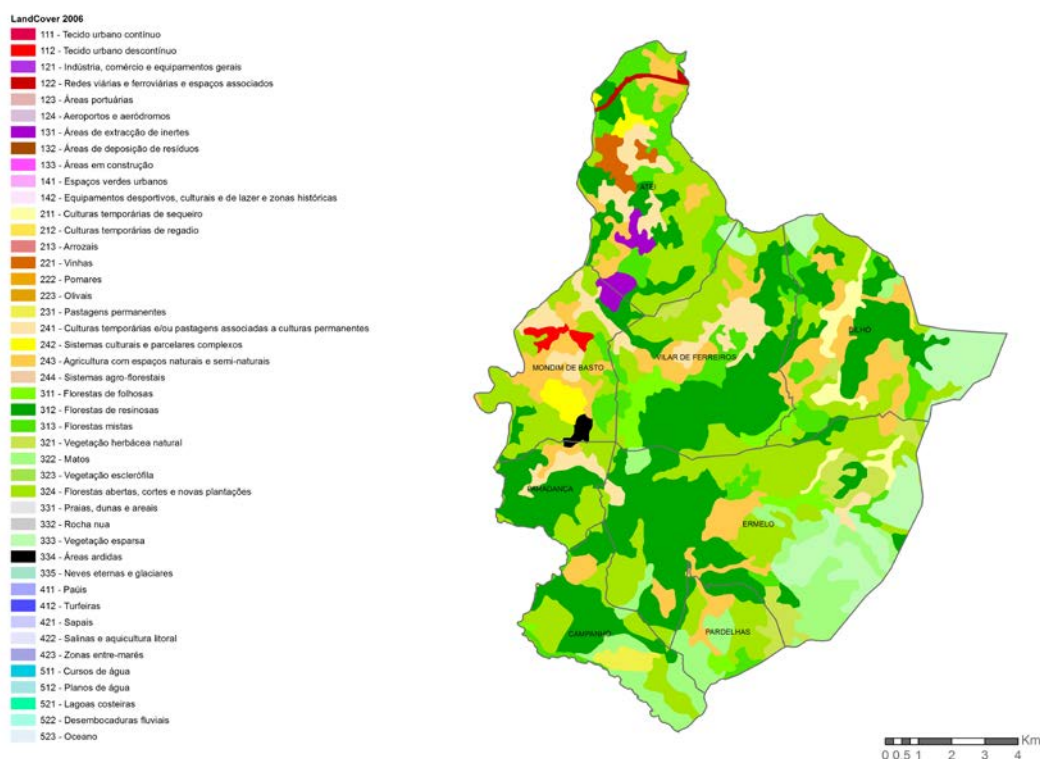 LandCover 2006
111 - Tecido urbano contínuo
112 - Tecido urbano descontínuo
121 - Indústria, comércio e equipamentos gerais
122 - Redes viárias e ferroviárias e espaços associados
123 - Áreas portuárias
124 - Aeroportos e aeródromos
131 - Áreas de extracção de inertes
132 - Áreas de deposição de resíduos
133 - Áreas em construção
141 - Espaços verdes urbanos
142 - Equipamentos desportivos, culturais e de lazer e zonas históricas
211 - Culturas temporárias de sequeiro
212 - Culturas temporárias de regadio
213 - Arrozais
221 - Vinhas
222 - Pomares
223 - Olivais
231 - Pastagens permanentes
241 - Culturas temporárias e/ou pastagens associadas a culturas permanentes
242 - Sistemas culturais e parcelares complexos
243 - Agricultura com espaços naturais e semi-naturais
244 - Sistemas agro-florestais
311 - Florestas de folhosas
312 - Florestas de resinosas
313 - Florestas mistas
321 - Vegetação herbácea natural
322 - Matos
323 - Vegetação esclerófila
324 - Florestas abertas, cortes e novas plantações
331 - Praias, dunas e areais
332 - Rocha nua
333 - Vegetação esparsa
334 - Áreas ardidas
335 - Neves eternas e glaciares
411 - Paúis
412 - Turfeiras
421 - Sapais
422 - Salinas e aquicultura litoral
423 - Zonas entre-marés
511 - Cursos de água
512 - Planos de água
521 - Lagoas costeiras
522 - Desembocaduras fluviais
523 - Oceano
ATEI
BILHO
VILAR DE FERREIROS
MONDIM DE BASTO
PARADANÇA
ERMELO
CAMPANHÓ
PARDELHAS
Km
0 0.5 1 2 3 4